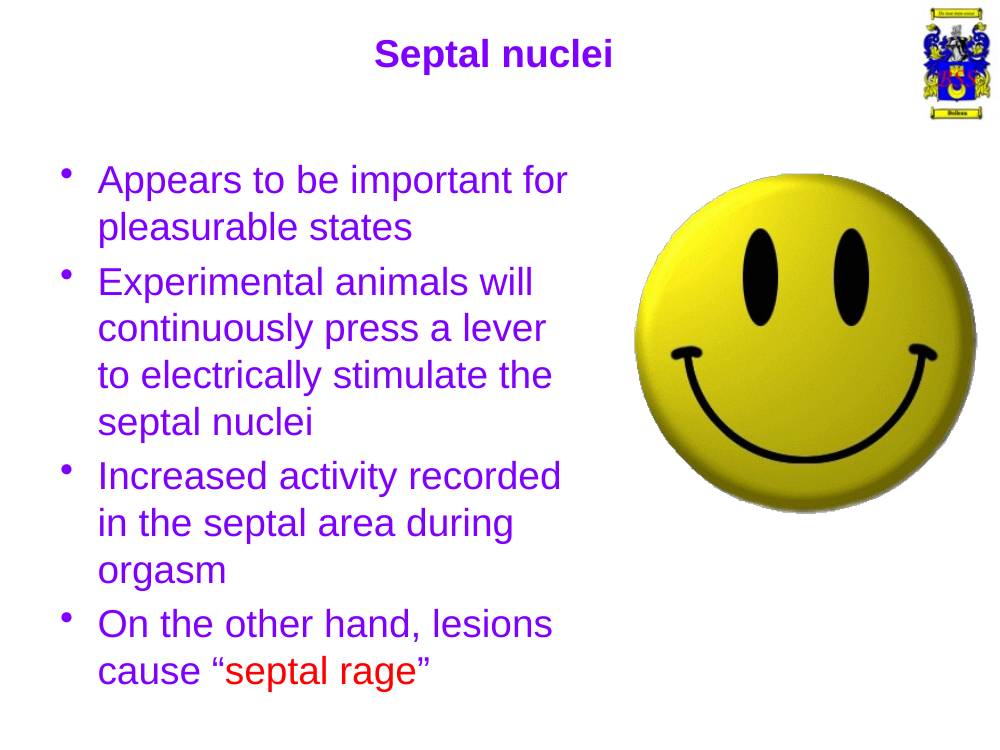 Septal nuclei
• Appears to be important for
pleasurable states
• Experimental animals will
continuously press a lever
to electrically stimulate the
septal nuclei
• Increased activity recorded
in the septal area during
orgasm
• On the other hand, lesions
cause “septal rage”